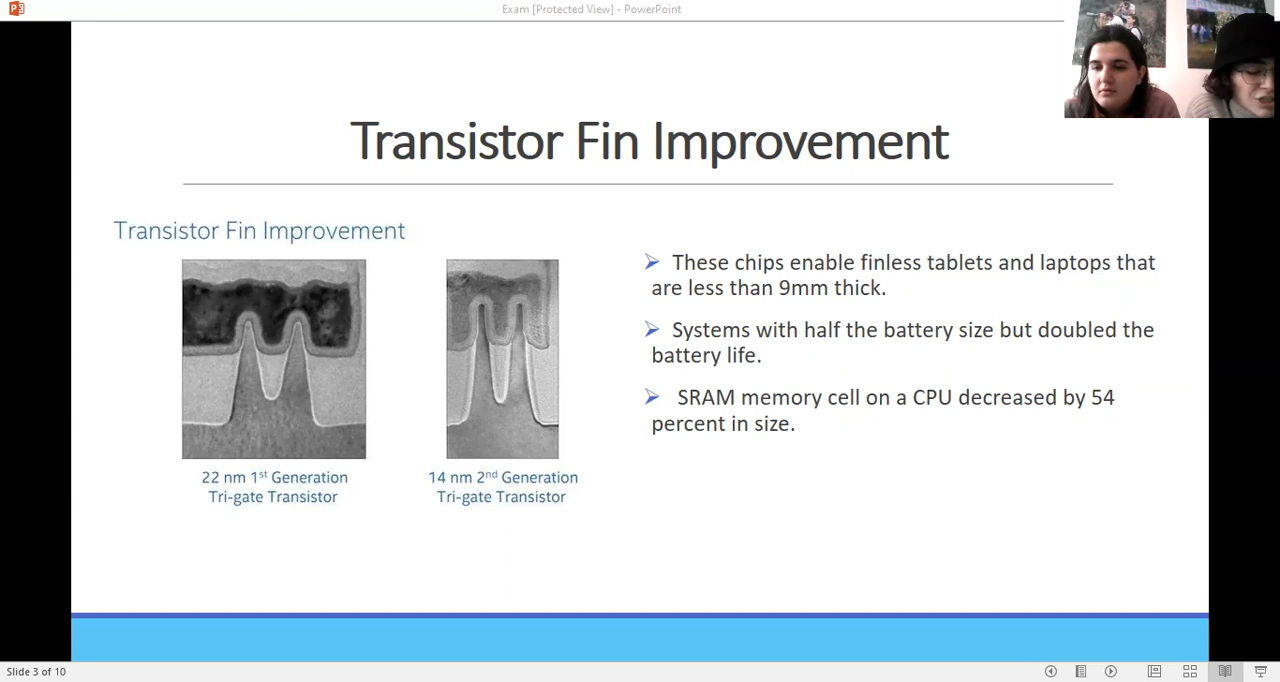 Exam [Protected View] - PowerPoint
Transistor Fin Improvement
Transistor Fin Improvement
22 nm 1st Generation
Tri-gate Transistor
14 nm 2nd Generation
Tri-gate Transistor
➢ These chips enable finless tablets and laptops that
are less than 9mm thick.
➢ Systems with half the battery size but doubled the
battery life.
➢ SRAM memory cell on a CPU decreased by 54
percent in size.
Slide 3 of 10